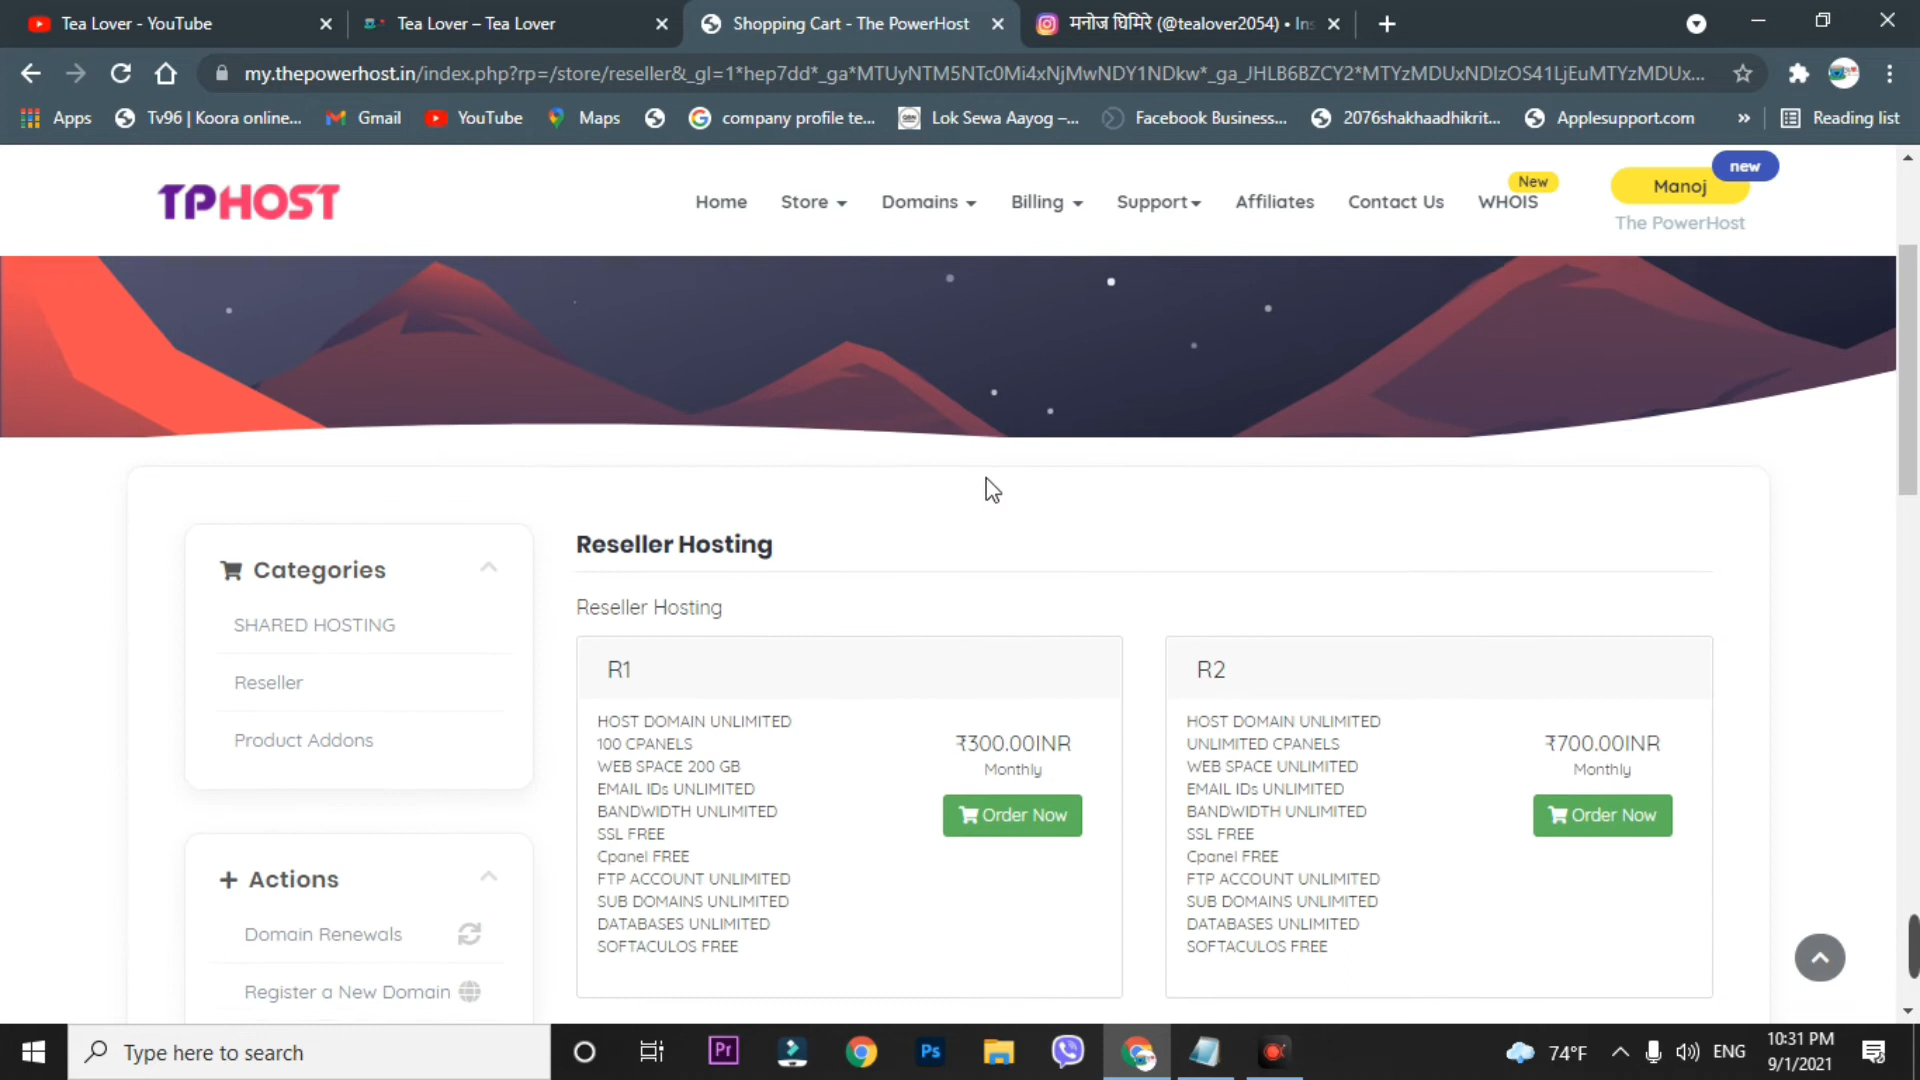 Tea Lover - YouTube
Tea Lover – Tea Lover
Shopping Cart - The PowerHost
मनोज घिमिरे (@tealover2054) • Ins
my.thepowerhost.in/index.php?rp=/store/reseller&_gl=1*hep7dd*_ga*MTUyNTM5NTc0Mi4xNjMwNDY1NDkw*_ga_JHLB6BZCY2*MTYzMDUxNDIzOS41LjEuMTYzMDUx...
Apps
Tv96 | Koora online...
Gmail
YouTube
Maps
company profile te...
Lok Sewa Aayog –...
Facebook Business...
2076shakhaadhikrit...
Applesupport.com
»
Reading list
TPHOST
Home
Store
Domains
Billing
Support
Affiliates
Contact Us
New
WHOIS
new
Manoj
The PowerHost
Categories
SHARED HOSTING
Reseller
Product Addons
Actions
Domain Renewals
Register a New Domain
Reseller Hosting
Reseller Hosting
R1
HOST DOMAIN UNLIMITED
100 CPANELS
WEB SPACE 200 GB
EMAIL IDs UNLIMITED
BANDWIDTH UNLIMITED
SSL FREE
Cpanel FREE
FTP ACCOUNT UNLIMITED
SUB DOMAINS UNLIMITED
DATABASES UNLIMITED
SOFTACULOS FREE
₹300.00INR
Monthly
Order Now
R2
HOST DOMAIN UNLIMITED
UNLIMITED CPANELS
WEB SPACE UNLIMITED
EMAIL IDs UNLIMITED
BANDWIDTH UNLIMITED
SSL FREE
Cpanel FREE
FTP ACCOUNT UNLIMITED
SUB DOMAINS UNLIMITED
DATABASES UNLIMITED
SOFTACULOS FREE
₹700.00INR
Monthly
Order Now
Type here to search
Pr
Ps
74°F
ENG
10:31 PM
9/1/2021